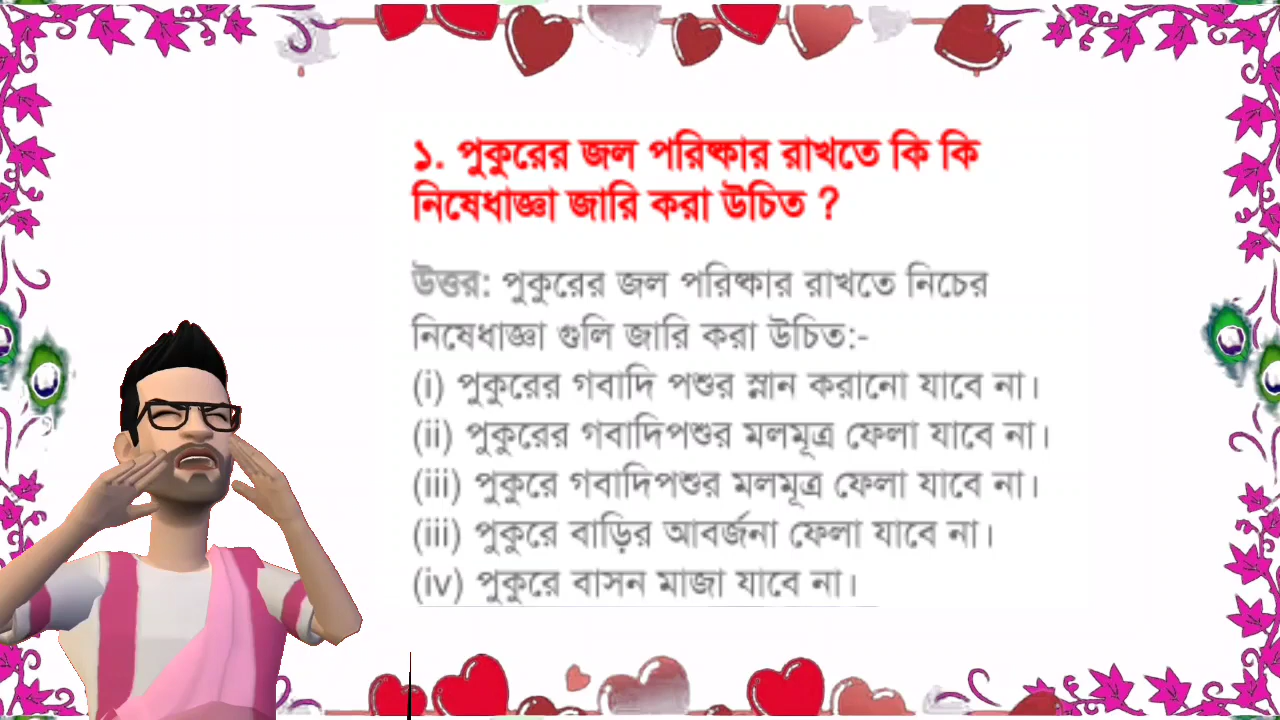 ১. পুকুরের জল পরিষ্কার রাখতে কি কি
নিষেধাজ্ঞা জারি করা উচিত ?
উত্তর: পুকুরের জল পরিষ্কার রাখতে নিচের
নিষেধাজ্ঞা গুলি জারি করা উচিত:-
(i) পুকুরের গবাদি পশুর স্নান করানো যাবে না।
(ii) পুকুরের গবাদিপশুর মলমূত্র ফেলা যাবে না।
(iii) পুকুরে গবাদিপশুর মলমূত্র ফেলা যাবে না।
(iii) পুকুরে বাড়ির আবর্জনা ফেলা যাবে না।
(iv) পুকুরে বাসন মাজা যাবে না।